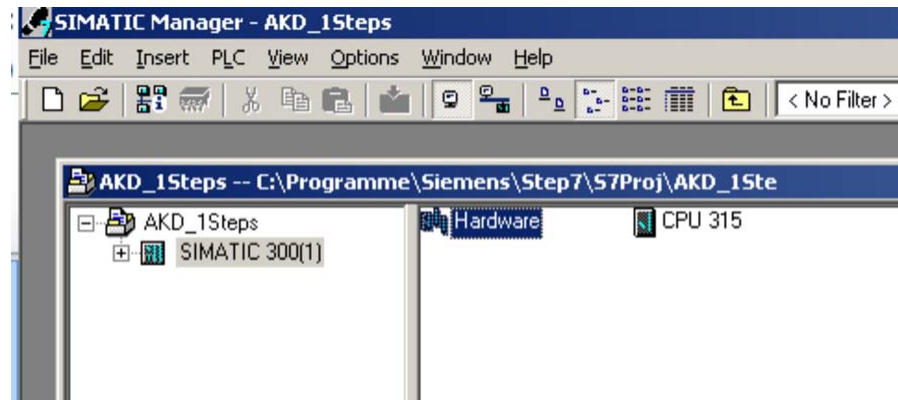 SIMATIC Manager - AKD_1Steps
File Edit Insert PLC View Options Window Help
< No Filter >
AKD_1Steps -- C:\Programme\Siemens\Step7\S7Proj\AKD_1Ste
AKD_1Steps
SIMATIC 300(1)
Hardware
CPU 315